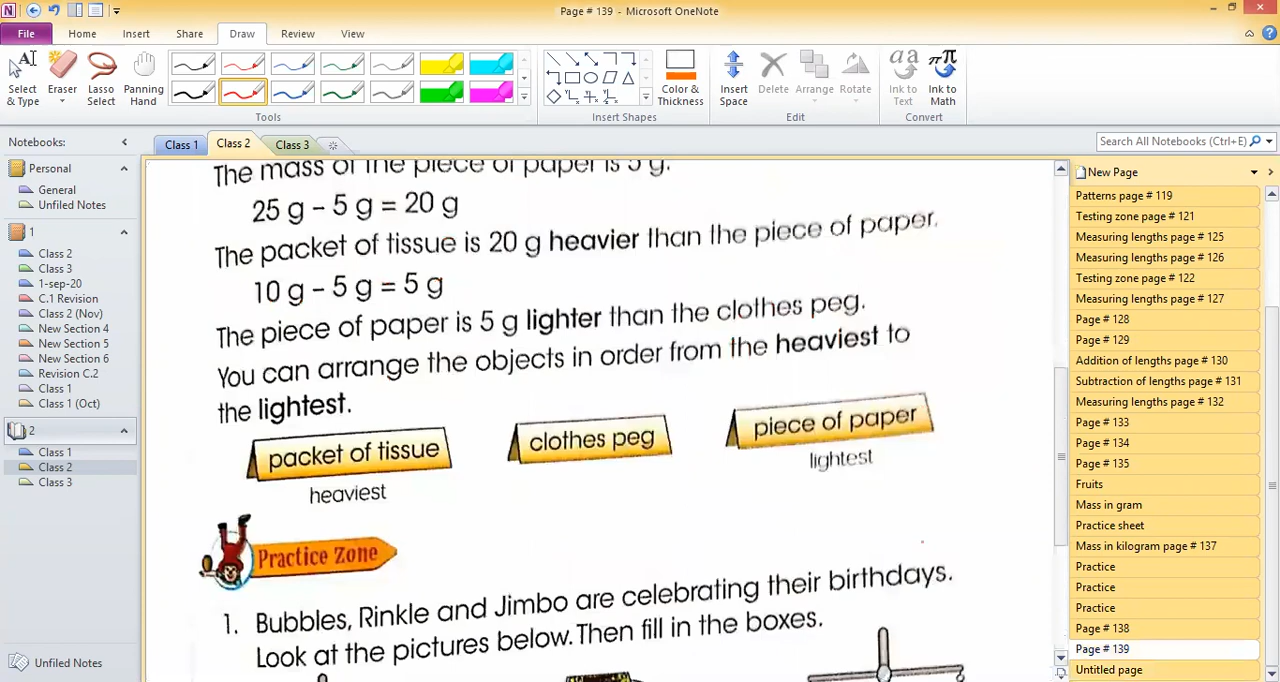 Page # 139 - Microsoft OneNote
File
Home
Insert
Draw
Share
Review
View
Select & Type
Eraser
Lasso Select
Panning Hand
Tools
Insert Shapes
Color & Thickness
Insert Space
Delete
Arrange
Rotate
Edit
Ink to Text
Ink to Math
Convert
Notebooks:
Personal
General
Unfiled Notes
1
Class 2
Class 3
1-sep-20
C.1 Revision
Class 2 (Nov)
New Section 4
New Section 5
New Section 6
Revision C.2
Class 1
Class 1 (Oct)
2
Class 1
Class 2
Class 3
Unfiled Notes
Class 1
Class 2
Class 3
Search All Notebooks (Ctrl+E)
The mass of the piece of paper is 5 g.
25 g – 5 g = 20 g
The packet of tissue is 20 g heavier than the piece of paper.
10 g – 5 g = 5 g
The piece of paper is 5 g lighter than the clothes peg.
You can arrange the objects in order from the heaviest to
the lightest.
packet of tissue
clothes peg
piece of paper
heaviest
lightest
Practice Zone
1. Bubbles, Rinkle and Jimbo are celebrating their birthdays.
Look at the pictures below. Then fill in the boxes.
New Page
Patterns page # 119
Testing zone page # 121
Measuring lengths page # 125
Measuring lengths page # 126
Testing zone page # 122
Measuring lengths page # 127
Page # 128
Page # 129
Addition of lengths page # 130
Subtraction of lengths page # 131
Measuring lengths page # 132
Page # 133
Page # 134
Page # 135
Fruits
Mass in gram
Practice sheet
Mass in kilogram page # 137
Practice
Practice
Practice
Page # 138
Page # 139
Untitled page